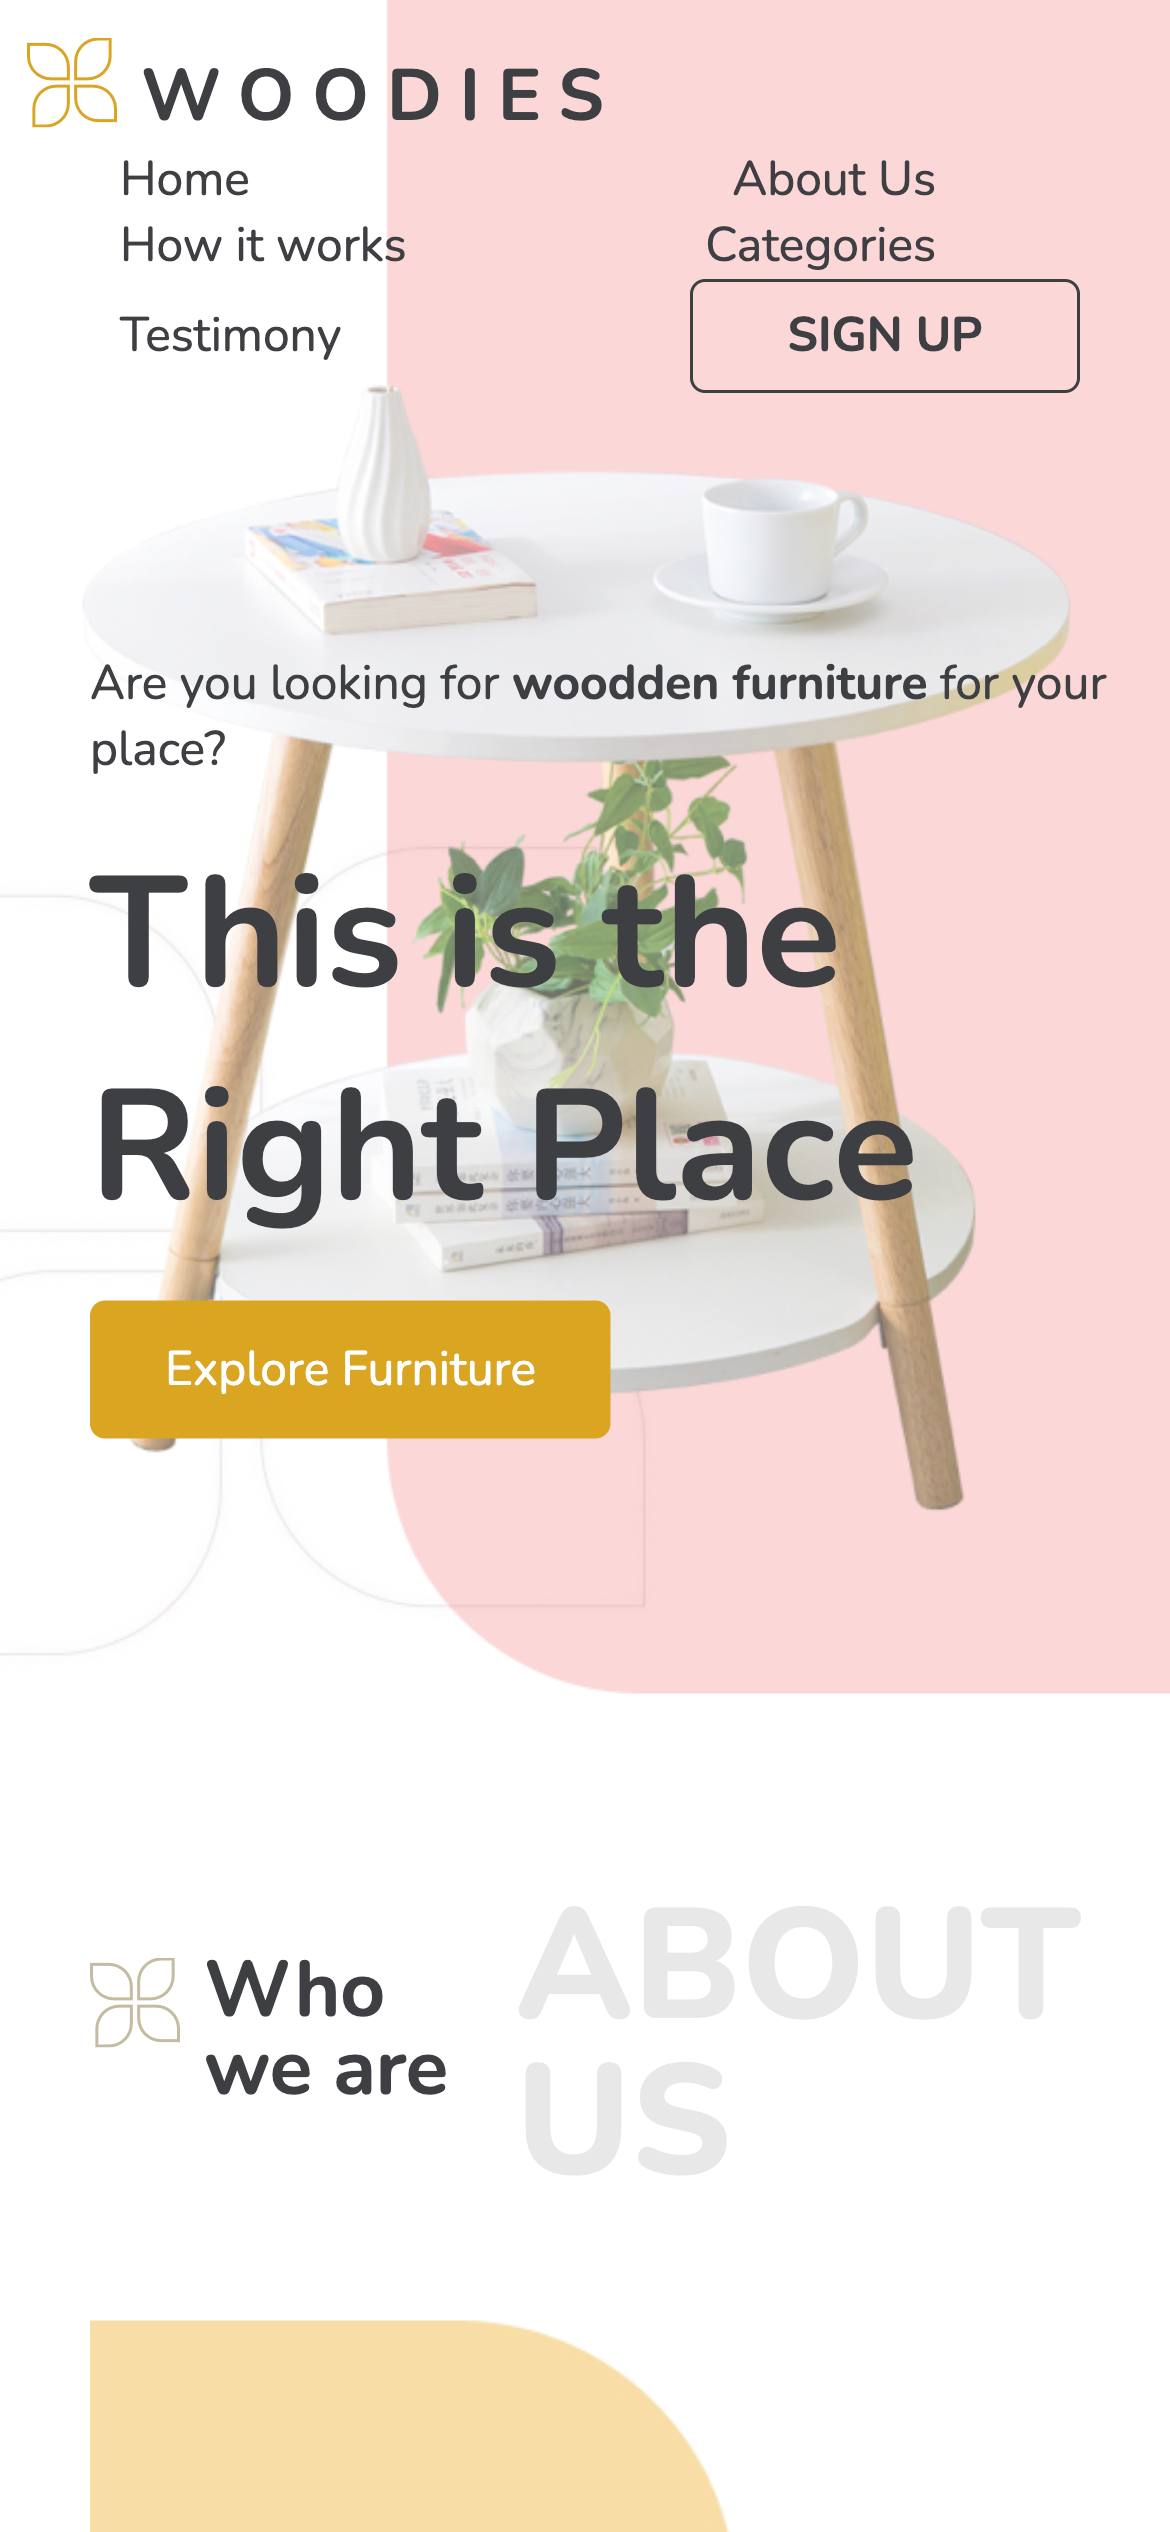 WOODIES
Home
About Us
How it works
Categories
Testimony
SIGN UP
Are you looking for woodden furniture for your
place?
This is the
Right Place
Explore Furniture
Who
we are
ABOUT
US